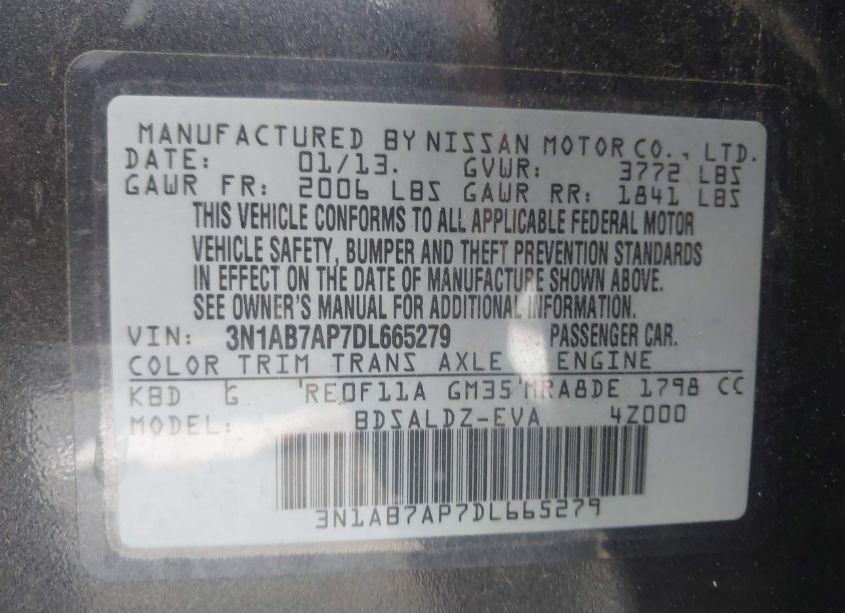 MANUFACTURED BY NISSAN MOTOR CO., LTD.
DATE: 01/13. GVWR: 3772 LBS
GAWR FR: 2006 LBS GAWR RR: 1841 LBS
THIS VEHICLE CONFORMS TO ALL APPLICABLE FEDERAL MOTOR
VEHICLE SAFETY, BUMPER AND THEFT PREVENTION STANDARDS
IN EFFECT ON THE DATE OF MANUFACTURE SHOWN ABOVE.
SEE OWNER'S MANUAL FOR ADDITIONAL INFORMATION.
VIN: 3N1AB7AP7DL665279 PASSENGER CAR.
COLOR TRIM TRANS AXLE ENGINE
KBD G 'RE0F11A GM35'MRA8DE 1798 CC
MODEL: BDSALDZ-EVA 4Z000
3N1AB7AP7DL665279